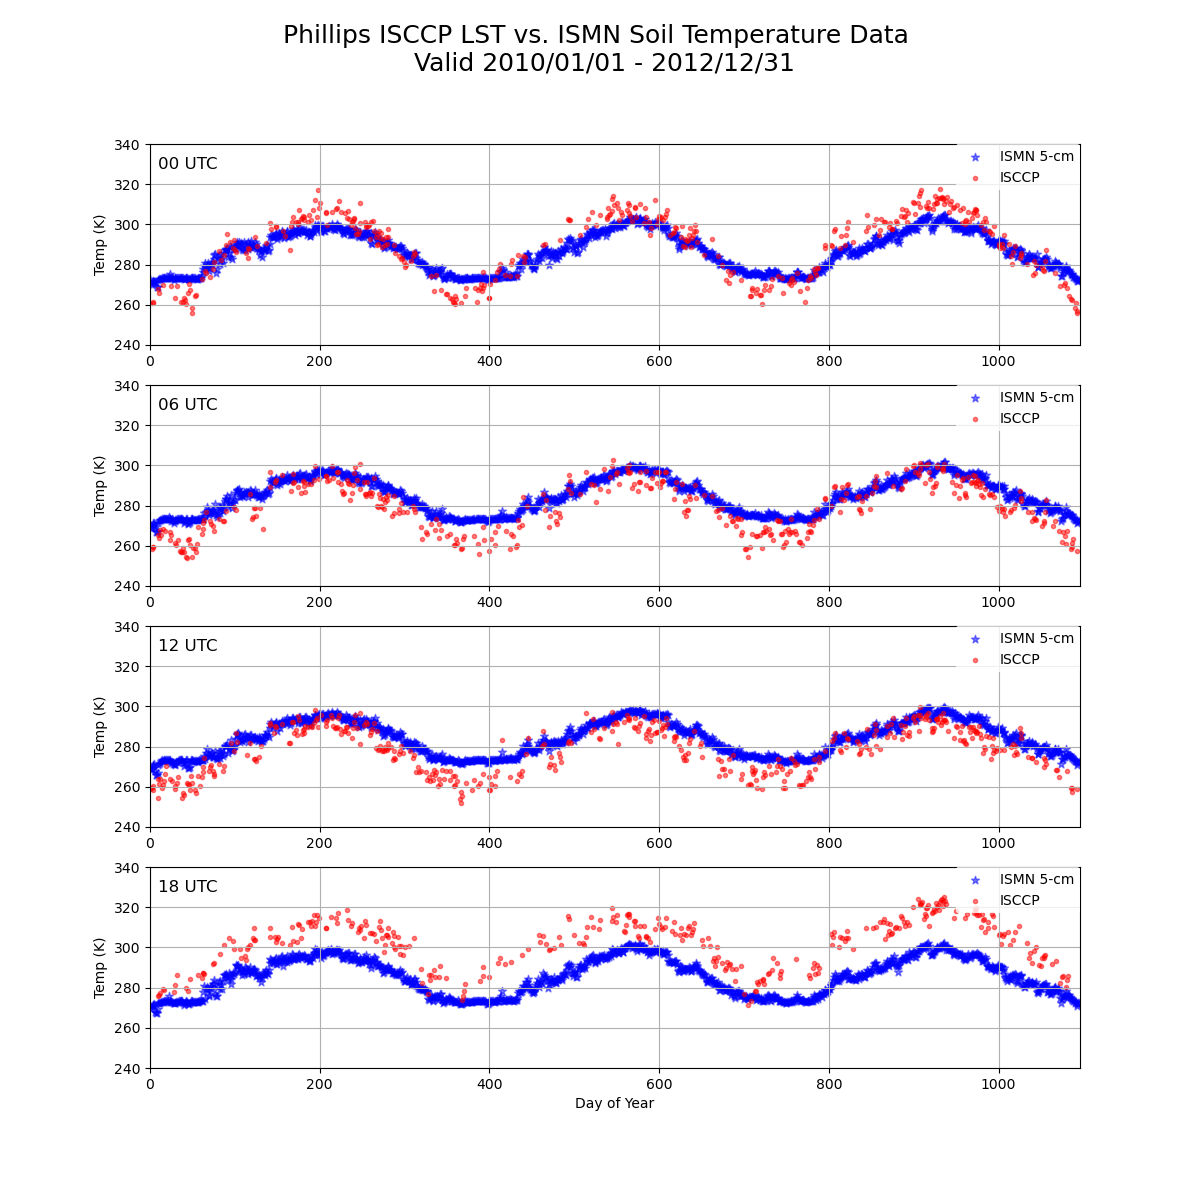 Phillips ISCCP LST vs. ISMN Soil Temperature Data
Valid 2010/01/01 - 2012/12/31
340
320
300
280
260
240
Temp (K)
00 UTC
ISMN 5-cm
ISCCP
0 200 400 600 800 1000
340
320
300
280
260
240
Temp (K)
06 UTC
ISMN 5-cm
ISCCP
0 200 400 600 800 1000
340
320
300
280
260
240
Temp (K)
12 UTC
ISMN 5-cm
ISCCP
0 200 400 600 800 1000
340
320
300
280
260
240
Temp (K)
18 UTC
ISMN 5-cm
ISCCP
0 200 400 600 800 1000
Day of Year